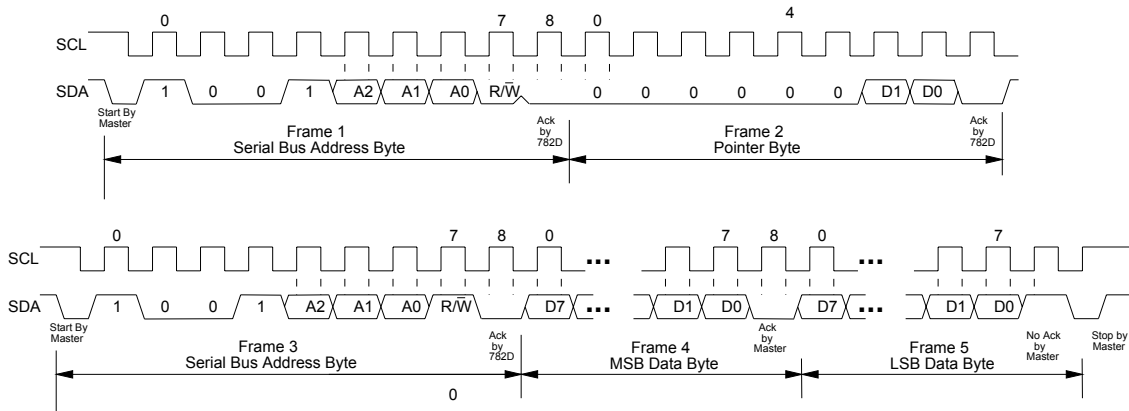 0 7 8 0 4
SCL
SDA 1 0 0 1 A2 A1 A0 R/W̅ 0 0 0 0 0 0 D1 D0
Start By
Master
Ack
by
782D
Ack
by
782D
Frame 1
Serial Bus Address Byte
Frame 2
Pointer Byte
0 7 8 0 7 8 0 7
SCL ... ...
SDA 1 0 0 1 A2 A1 A0 R/W̅ D7 ... D1 D0 D7 ... D1 D0
Start By
Master
Ack
by
782D
Ack
by
Master
No Ack
by
Master
Stop by
Master
Frame 3
Serial Bus Address Byte
Frame 4
MSB Data Byte
Frame 5
LSB Data Byte
0